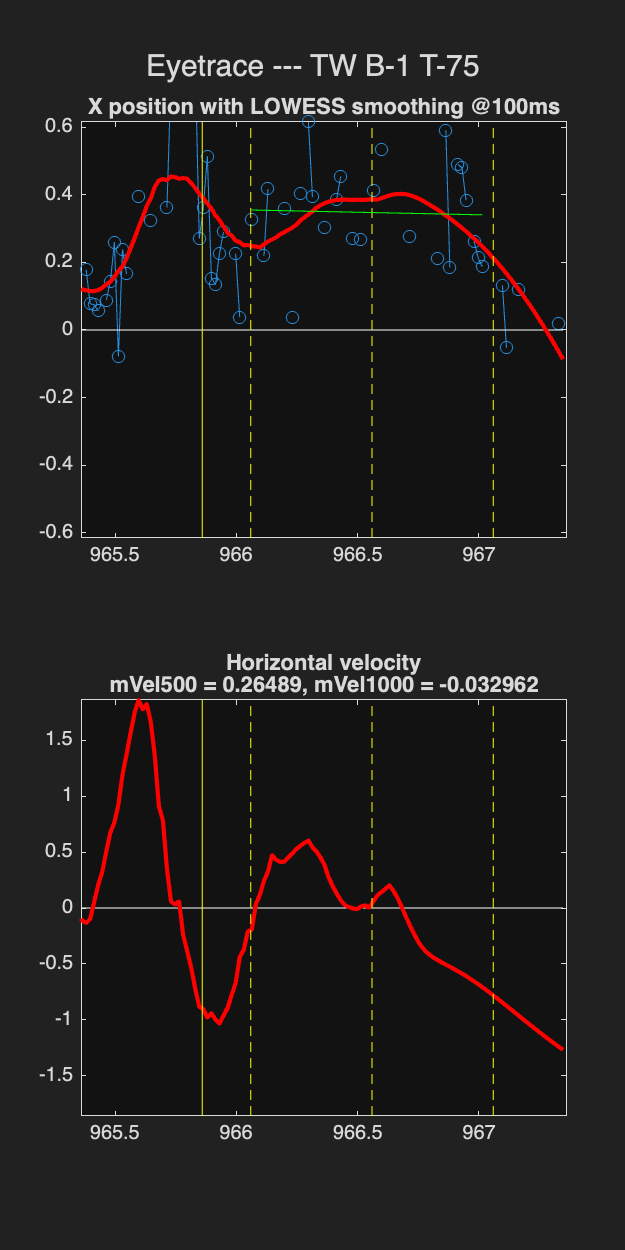 Eyetrace --- TW B-1 T-75
X position with LOWESS smoothing @100ms
0.6
0.4
0.2
0
-0.2
-0.4
-0.6
965.5 966 966.5 967
Horizontal velocity
mVel500 = 0.26489, mVel1000 = -0.032962
1.5
1
0.5
0
-0.5
-1
-1.5
965.5 966 966.5 967